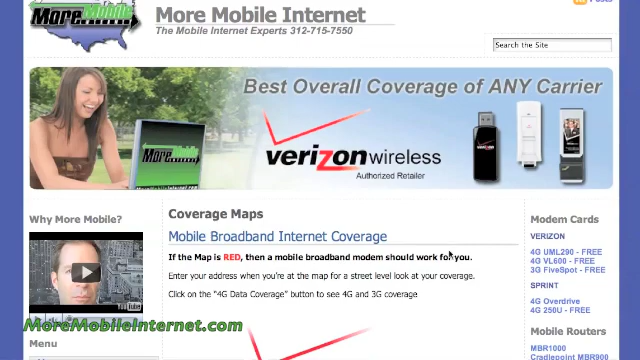 More Mobile
More Mobile Internet
The Mobile Internet Experts 312-715-7550
Search the Site
Best Overall Coverage of ANY Carrier
More Mobile
verizonwireless
Authorized Retailer
Why More Mobile?
YouTube
MoreMobileInternet.com
Menu
Coverage Maps
Mobile Broadband Internet Coverage
If the Map is RED, then a mobile broadband modem should work for you.
Enter your address when you're at the map for a street level look at your coverage.
Click on the "4G Data Coverage" button to see 4G and 3G coverage
Modem Cards
VERIZON
4G UML290 - FREE
4G VL600 - FREE
3G FiveSpot - FREE
SPRINT
4G Overdrive
4G 250U - FREE
Mobile Routers
MBR1000
Cradlepoint MBR900